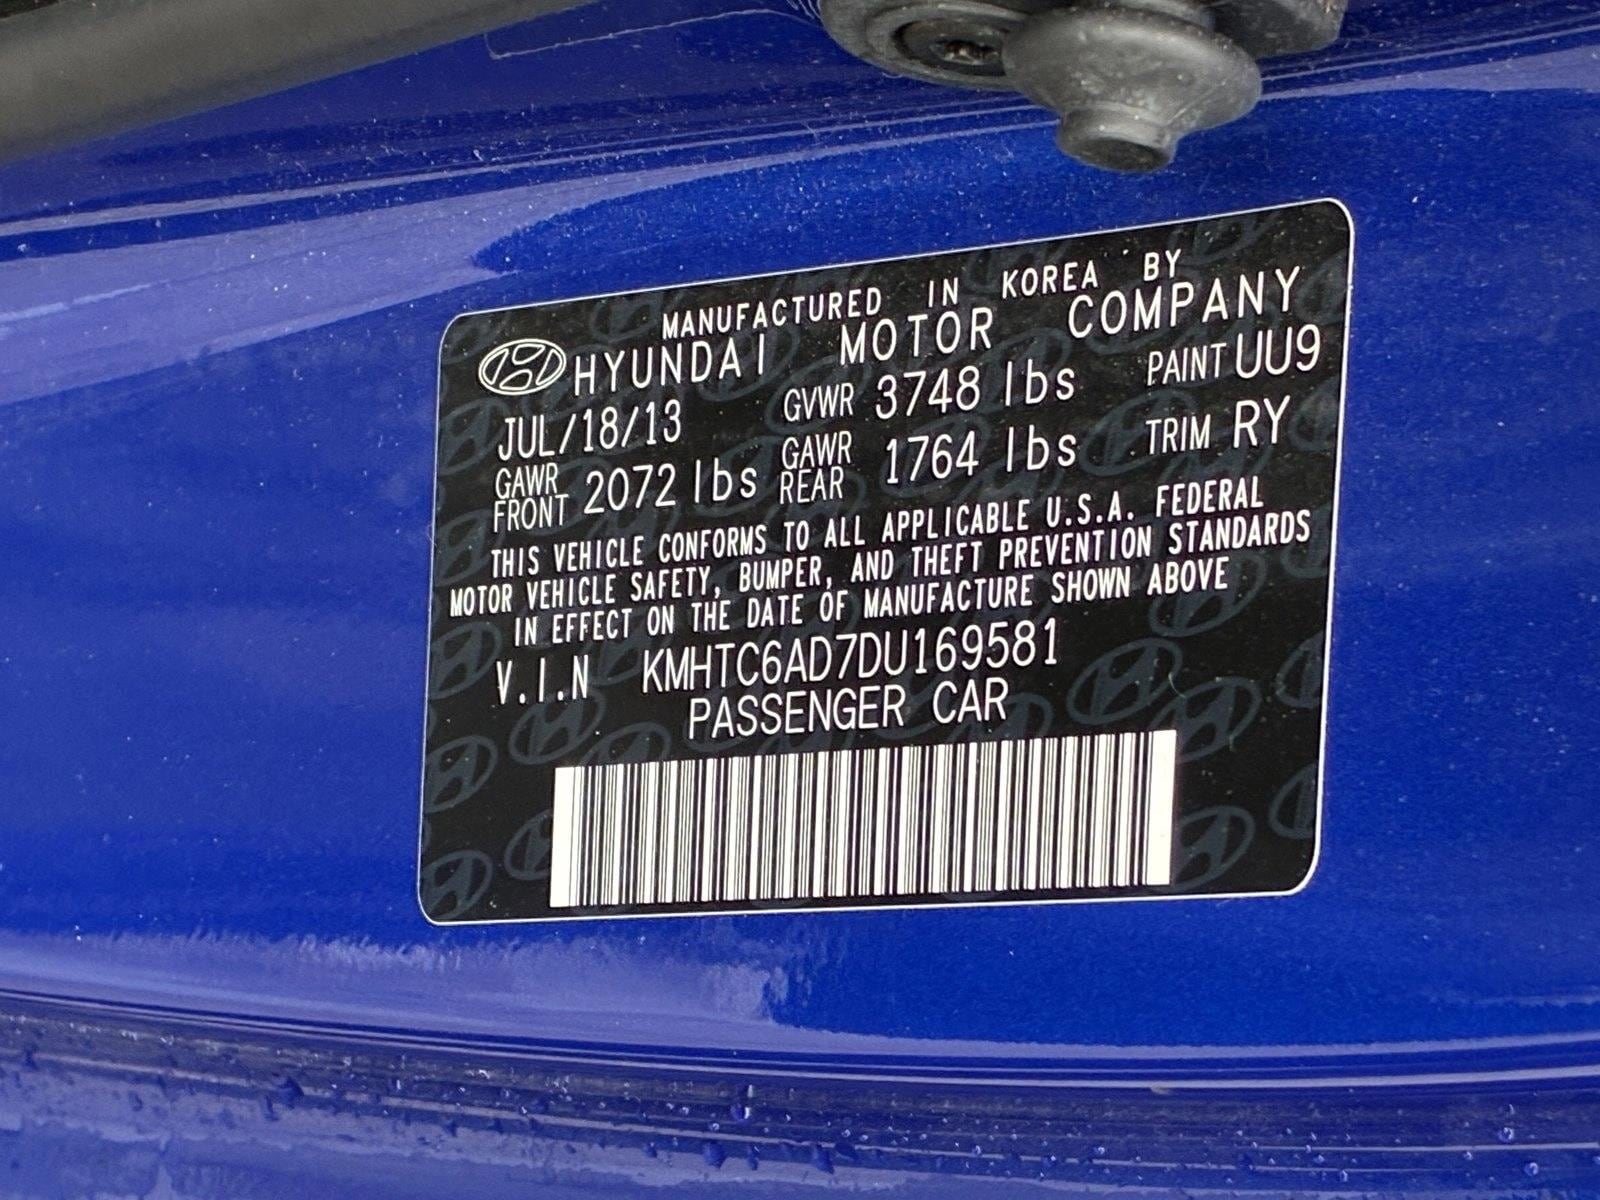 MANUFACTURED IN KOREA BY
HYUNDAI MOTOR COMPANY
JUL/18/13 GVWR 3748 lbs PAINT UU9
GAWR FRONT 2072 lbs GAWR REAR 1764 lbs TRIM RY
THIS VEHICLE CONFORMS TO ALL APPLICABLE U.S.A. FEDERAL
MOTOR VEHICLE SAFETY, BUMPER, AND THEFT PREVENTION STANDARDS
IN EFFECT ON THE DATE OF MANUFACTURE SHOWN ABOVE
V.I.N KMHTC6AD7DU169581
PASSENGER CAR